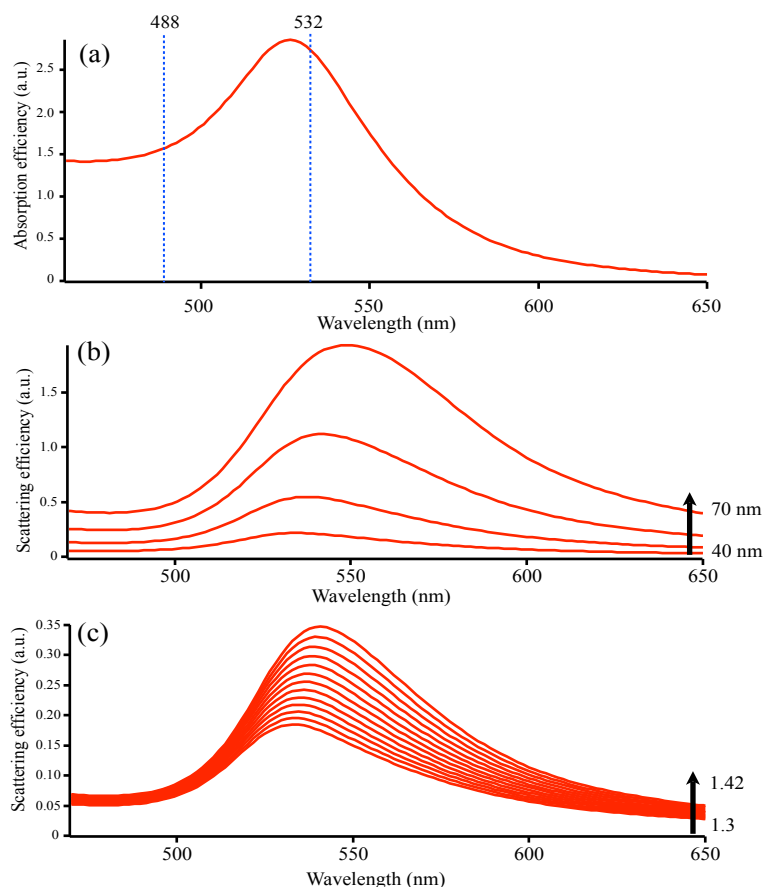 488 532
(a)
Absorption efficiency (a.u.)
2.5
2.0
1.5
1.0
0.5
0
500 550 600 650
Wavelength (nm)
(b)
Scattering efficiency (a.u.)
1.5
1.0
0.5
0
70 nm
40 nm
500 550 600 650
Wavelength (nm)
(c)
Scattering efficiency (a.u.)
0.35
0.30
0.25
0.20
0.15
0.10
0.05
0
1.42
1.3
500 550 600 650
Wavelength (nm)